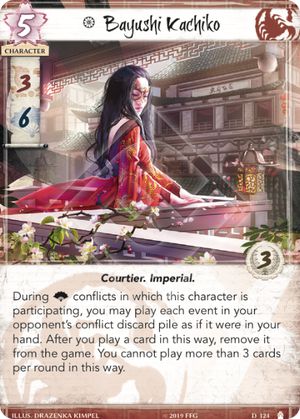 5
Bayushi Kachiko
CHARACTER
3
6
3
Courtier. Imperial.
During conflicts in which this character is
participating, you may play each event in your
opponent's conflict discard pile as if it were in your
hand. After you play a card in this way, remove it
from the game. You cannot play more than 3 cards
per round in this way.
ILLUS. DRAZENKA KIMPEL
©2019 FFG
D 124